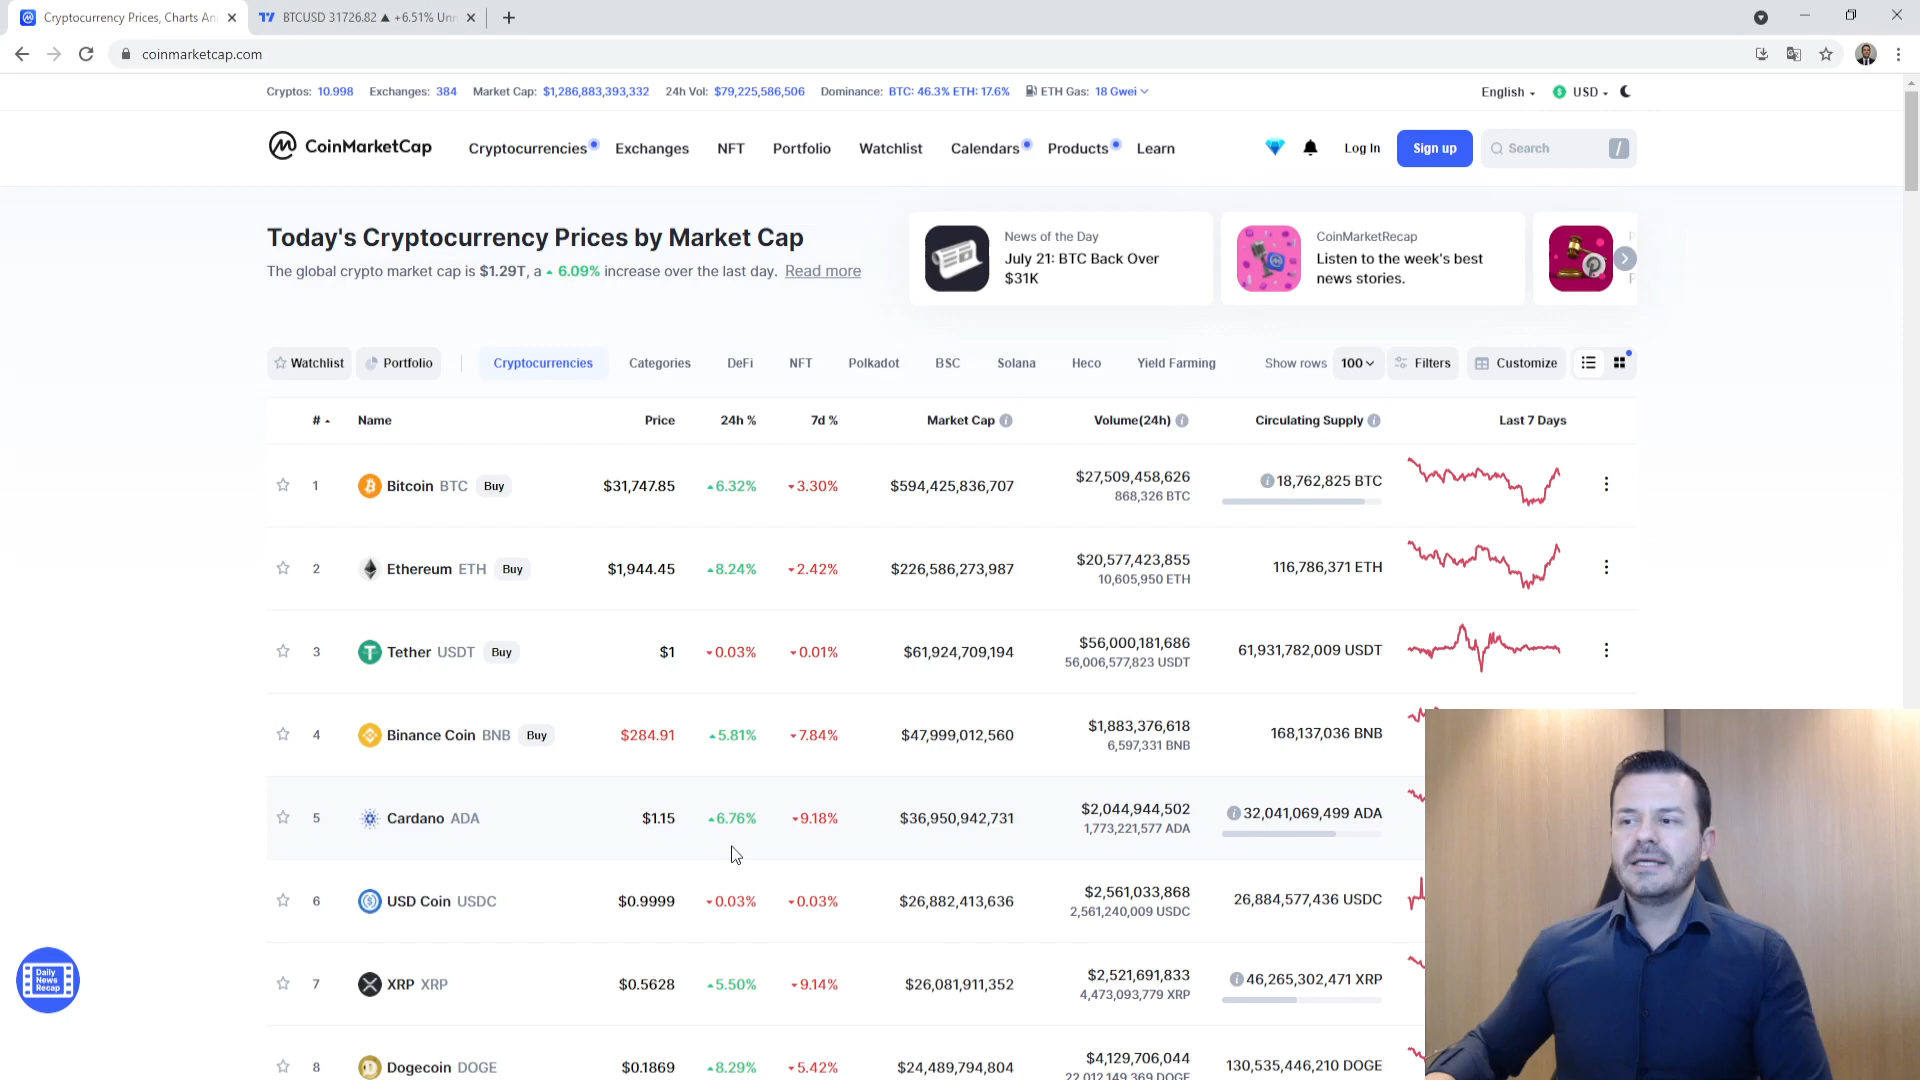 Cryptocurrency Prices, Charts An
BTCUSD 31726.82 ▲ +6.51% Unn
coinmarketcap.com
Cryptos: 10.998 Exchanges: 384 Market Cap: $1,286,883,393,332 24h Vol: $79,225,586,506 Dominance: BTC: 46.3% ETH: 17.6% ETH Gas: 18 Gwei
English USD
CoinMarketCap Cryptocurrencies Exchanges NFT Portfolio Watchlist Calendars Products Learn Log In Sign up Search /
Today's Cryptocurrency Prices by Market Cap
The global crypto market cap is $1.29T, a 6.09% increase over the last day. Read more
News of the Day
July 21: BTC Back Over
$31K
CoinMarketRecap
Listen to the week's best
news stories.
Watchlist Portfolio Cryptocurrencies Categories DeFi NFT Polkadot BSC Solana Heco Yield Farming Show rows 100 Filters Customize
# Name Price 24h % 7d % Market Cap Volume(24h) Circulating Supply Last 7 Days
1 Bitcoin BTC Buy $31,747.85 6.32% 3.30% $594,425,836,707 $27,509,458,626 18,762,825 BTC
868,326 BTC
2 Ethereum ETH Buy $1,944.45 8.24% 2.42% $226,586,273,987 $20,577,423,855 116,786,371 ETH
10,605,950 ETH
3 Tether USDT Buy $1 0.03% 0.01% $61,924,709,194 $56,000,181,686 61,931,782,009 USDT
56,006,577,823 USDT
4 Binance Coin BNB Buy $284.91 5.81% 7.84% $47,999,012,560 $1,883,376,618 168,137,036 BNB
6,597,331 BNB
5 Cardano ADA $1.15 6.76% 9.18% $36,950,942,731 $2,044,944,502 32,041,069,499 ADA
1,773,221,577 ADA
6 USD Coin USDC $0.9999 0.03% 0.03% $26,882,413,636 $2,561,033,868 26,884,577,436 USDC
2,561,240,009 USDC
7 XRP XRP $0.5628 5.50% 9.14% $26,081,911,352 $2,521,691,833 46,265,302,471 XRP
4,473,093,779 XRP
8 Dogecoin DOGE $0.1869 8.29% 5.42% $24,489,794,804 $4,129,706,044 130,535,446,210 DOGE
22,012,149,369 DOGE
Daily
News
Recap